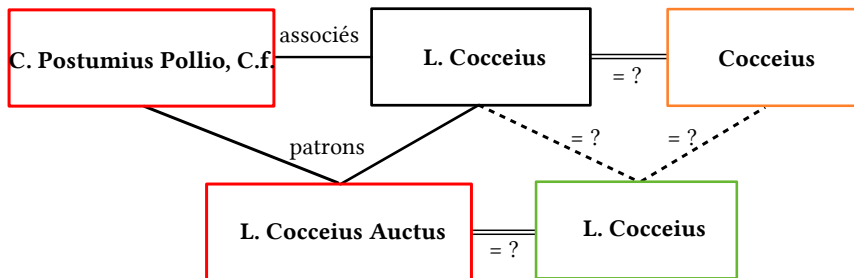 associés
C. Postumius Pollio, C.f.
L. Cocceius
Cocceius
= ?
patrons
= ?
= ?
L. Cocceius Auctus
L. Cocceius
= ?